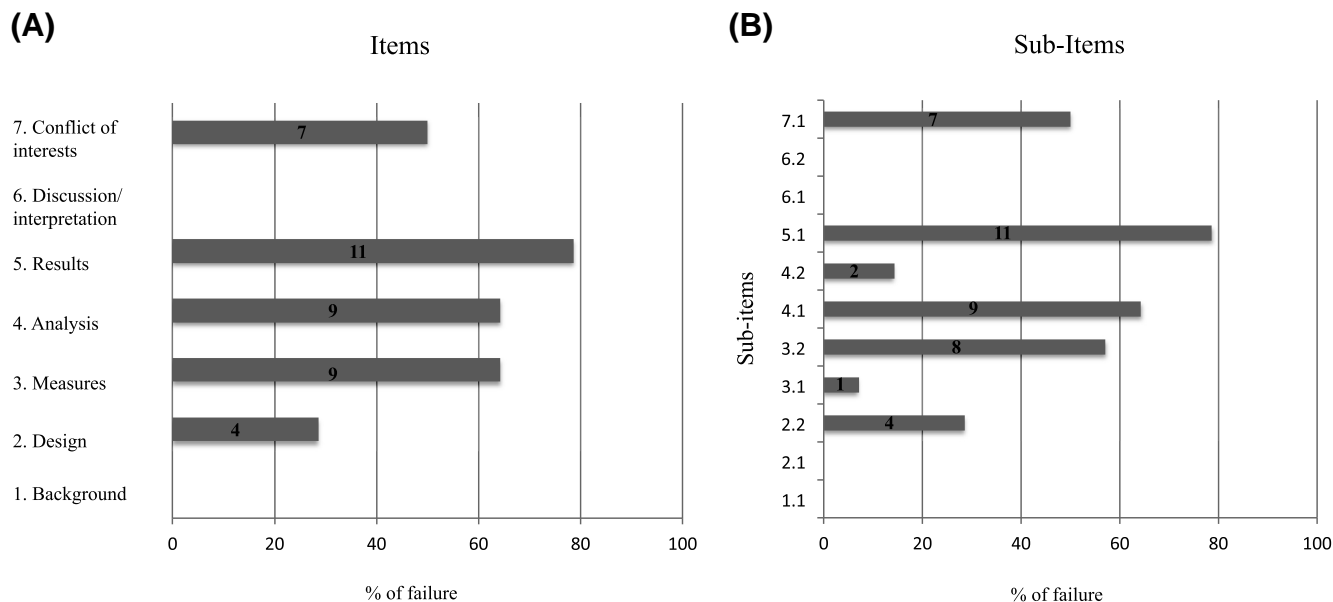 (A)
Items
7. Conflict of
interests
7
6. Discussion/
interpretation
5. Results
11
4. Analysis
9
3. Measures
9
2. Design
4
1. Background
0 20 40 60 80 100
% of failure
(B)
Sub-Items
Sub-items
7.1
7
6.2
6.1
5.1
11
4.2
2
4.1
9
3.2
8
3.1
1
2.2
4
2.1
1.1
0 20 40 60 80 100
% of failure